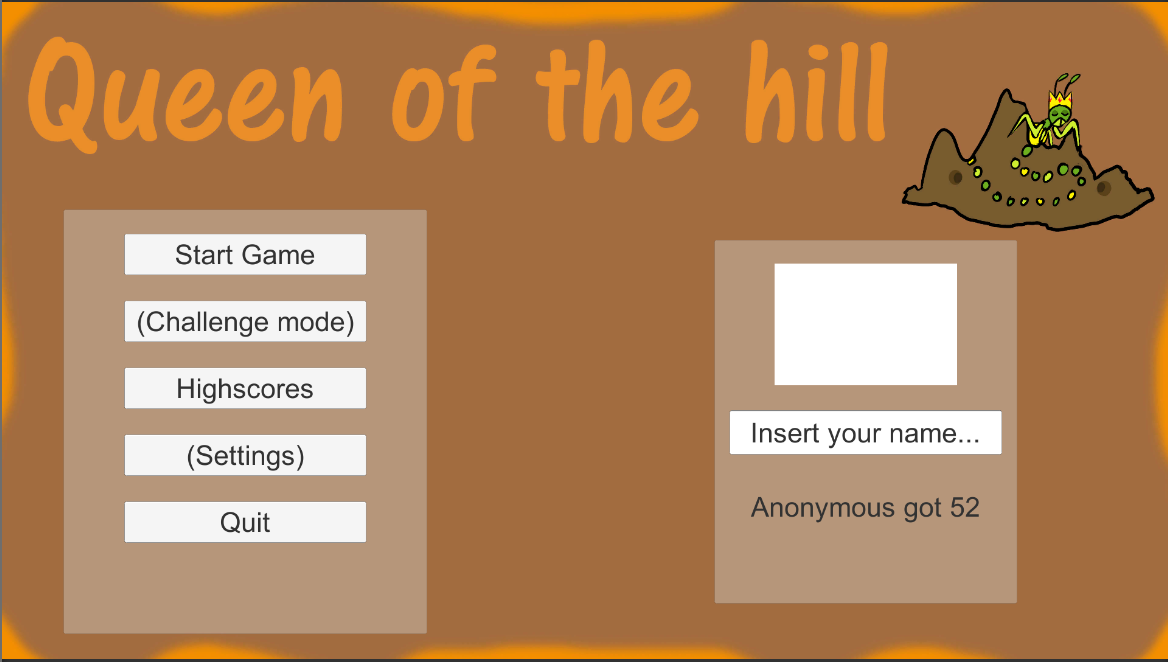 Queen of the hill
Start Game
(Challenge mode)
Highscores
(Settings)
Quit
Insert your name...
Anonymous got 52